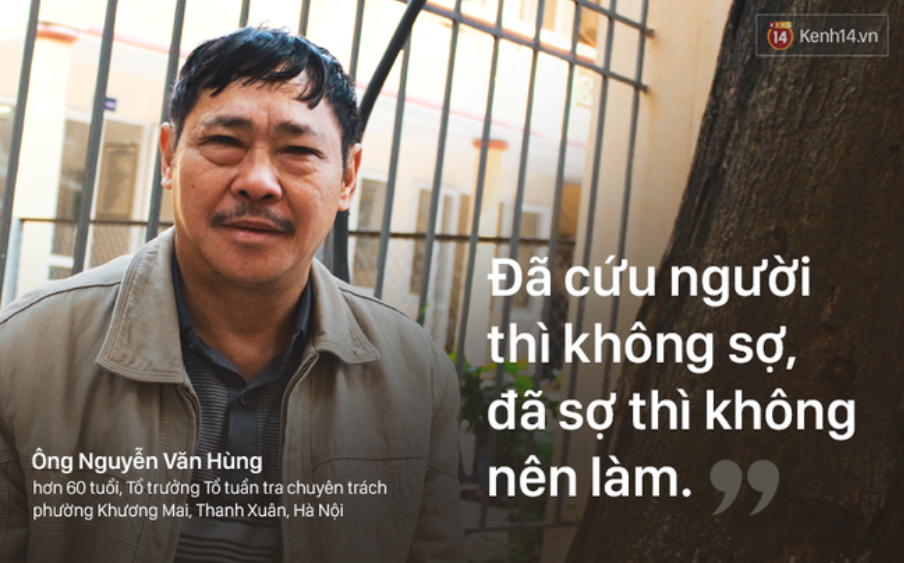 KENH
14
Kenh14.vn
Đã cứu người
thì không sợ,
đã sợ thì không
nên làm.
Ông Nguyễn Văn Hùng
hơn 60 tuổi, Tổ trưởng Tổ tuần tra chuyên trách
phường Khương Mai, Thanh Xuân, Hà Nội